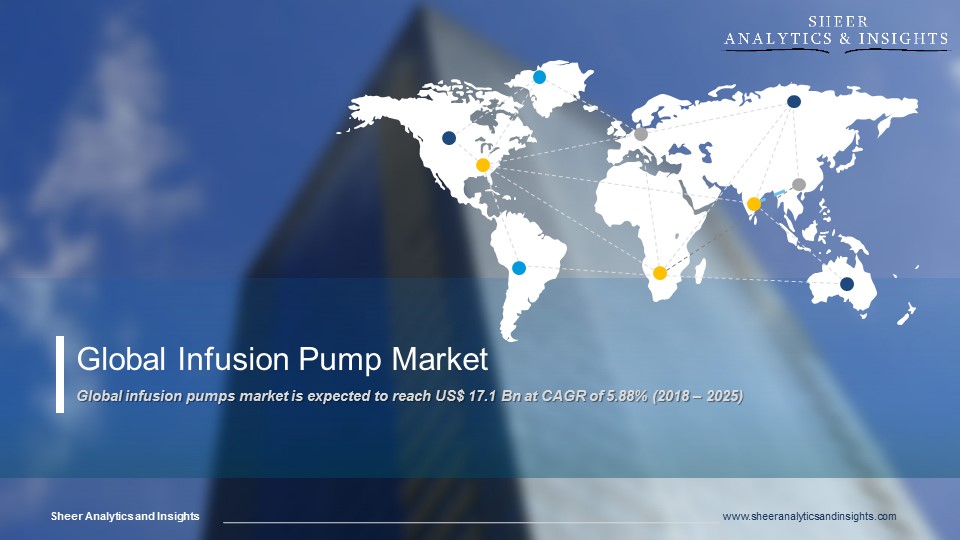 SHEER
ANALYTICS & INSIGHTS
Global Infusion Pump Market
Global infusion pumps market is expected to reach US$ 17.1 Bn at CAGR of 5.88% (2018 – 2025)
Sheer Analytics and Insights
www.sheeranalyticsandinsights.com